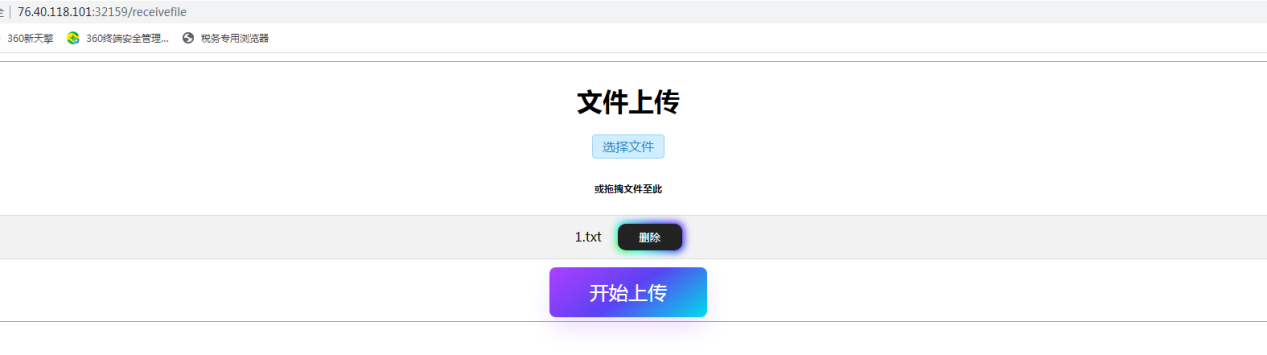 76.40.118.101:32159/receivefile
360新天擎 360终端安全管理... 税务专用浏览器
文件上传
选择文件
或拖拽文件至此
1.txt 删除
开始上传